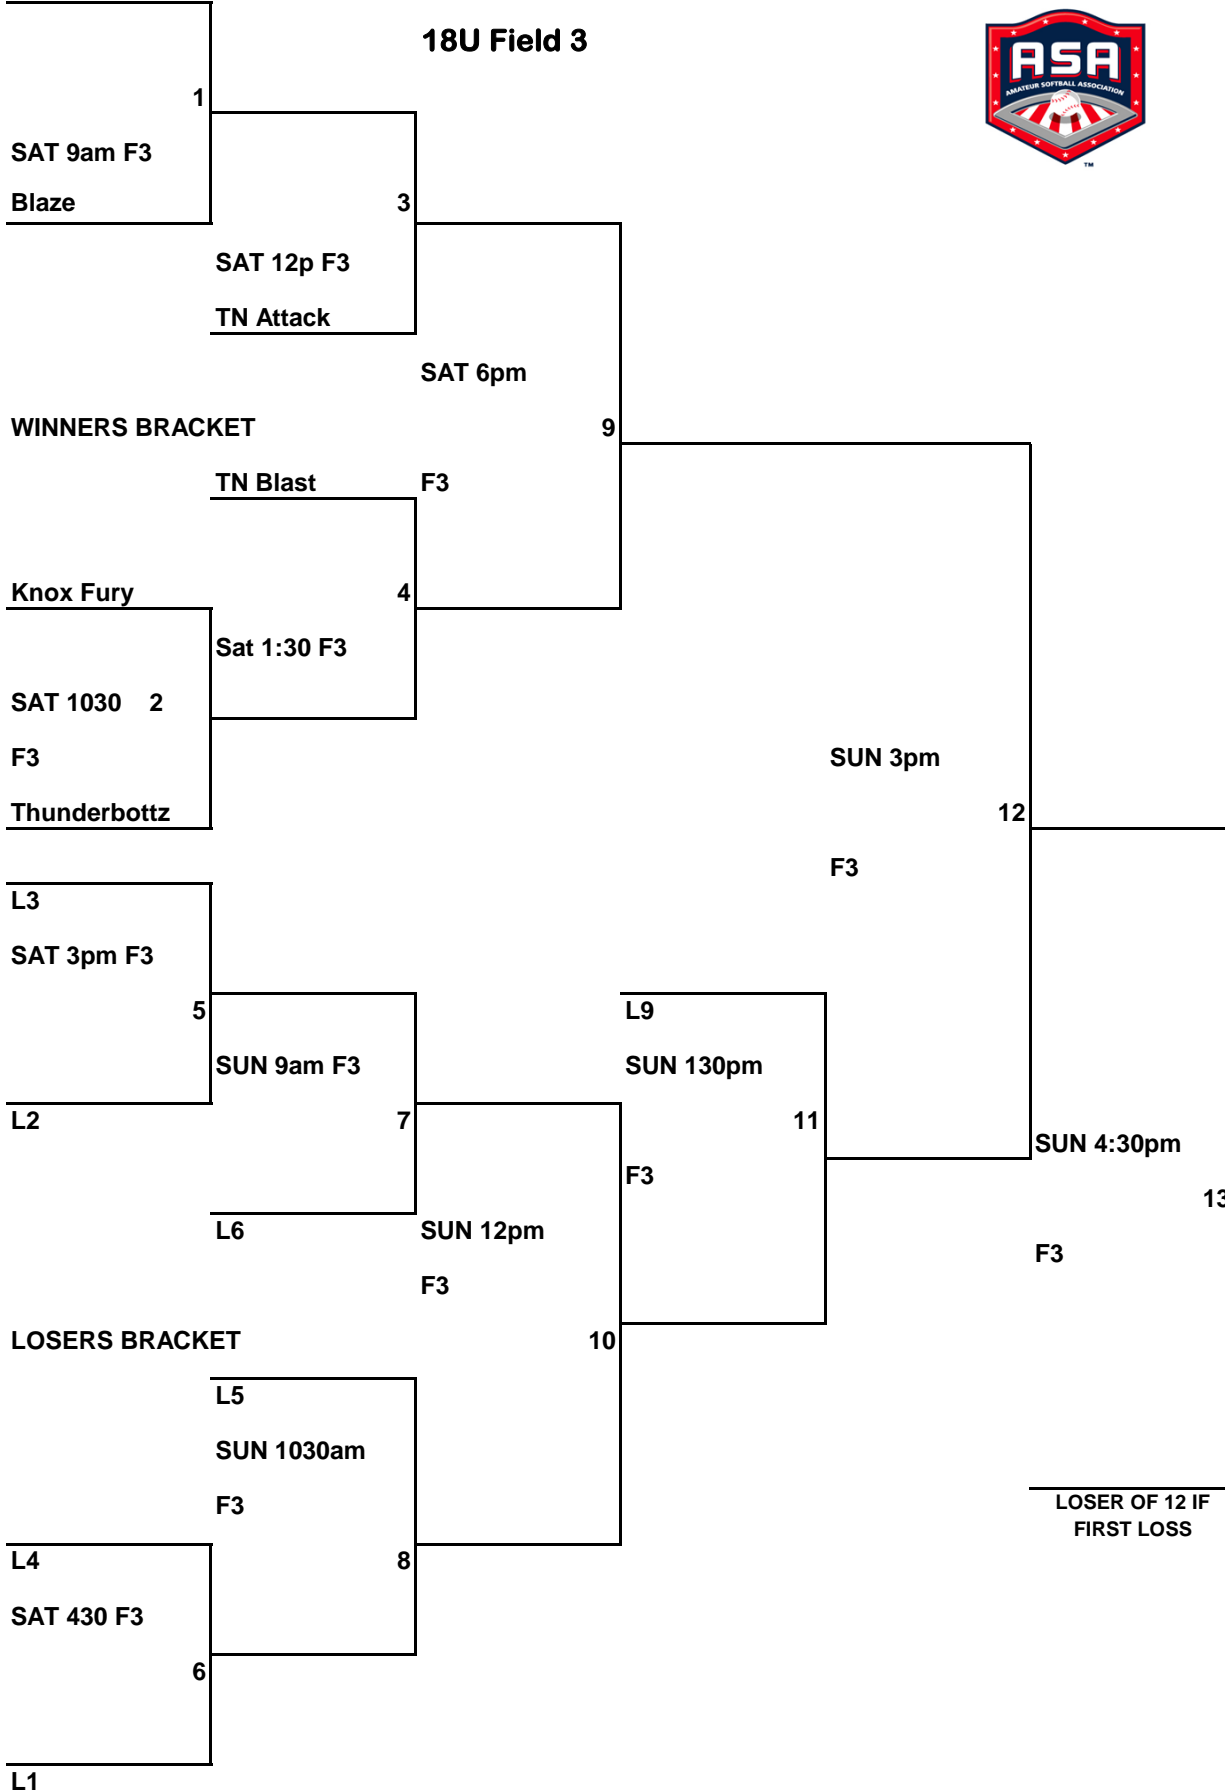 18U Field 3
ASA
AMATEUR SOFTBALL ASSOCIATION
TM
1
SAT 9am F3
Blaze
3
SAT 12p F3
TN Attack
SAT 6pm
WINNERS BRACKET
9
TN Blast
F3
Knox Fury
4
Sat 1:30 F3
SAT 1030 2
F3
SUN 3pm
Thunderbottz
12
F3
L3
SAT 3pm F3
5
L9
SUN 9am F3
SUN 130pm
L2
7
11
SUN 4:30pm
F3
13
L6
SUN 12pm
F3
F3
LOSERS BRACKET
10
L5
SUN 1030am
F3
LOSER OF 12 IF
FIRST LOSS
L4
8
SAT 430 F3
6
L1